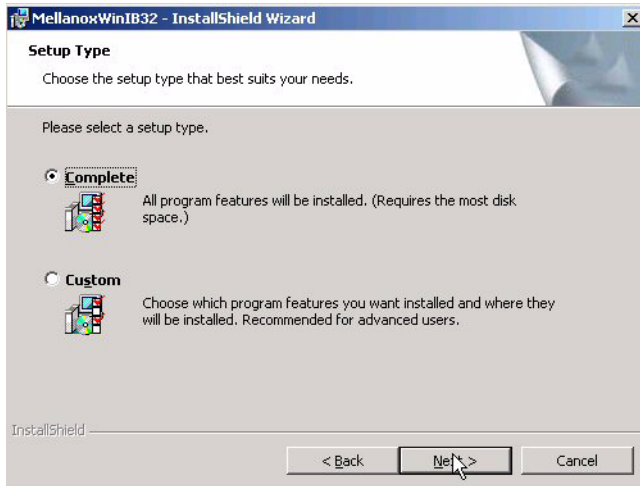 MellanoxWinIB32 - InstallShield Wizard
Setup Type
Choose the setup type that best suits your needs.
Please select a setup type.
Complete
All program features will be installed. (Requires the most disk
space.)
Custom
Choose which program features you want installed and where they
will be installed. Recommended for advanced users.
InstallShield
< Back Next > Cancel